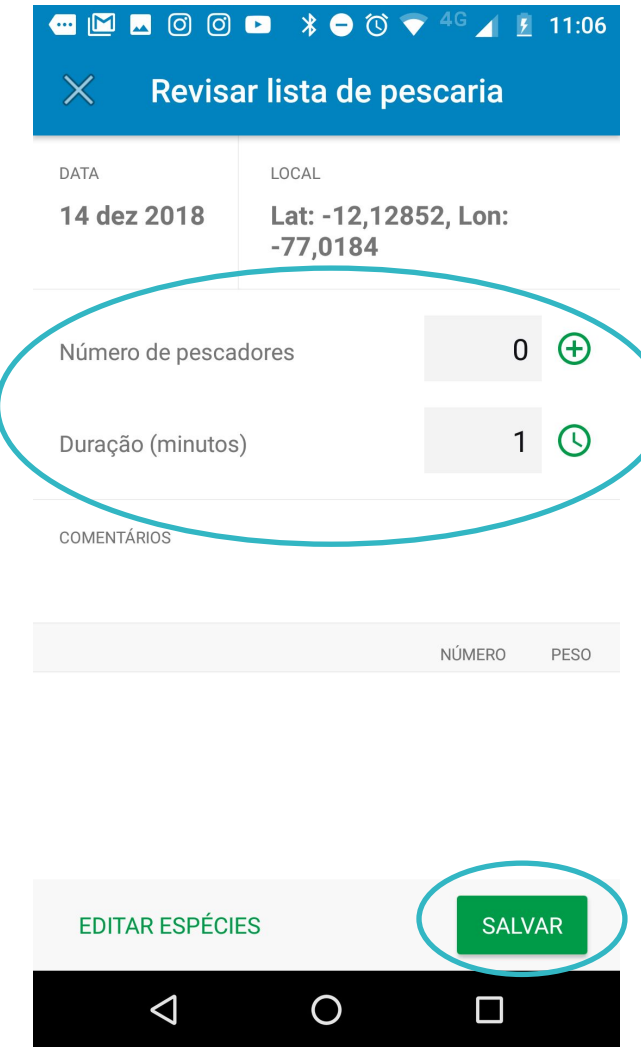 4G 11:06
Revisar lista de pescaria
DATA
14 dez 2018
LOCAL
Lat: -12,12852, Lon:
-77,0184
Número de pescadores 0
Duração (minutos) 1
COMENTÁRIOS
NÚMERO PESO
EDITAR ESPÉCIES SALVAR